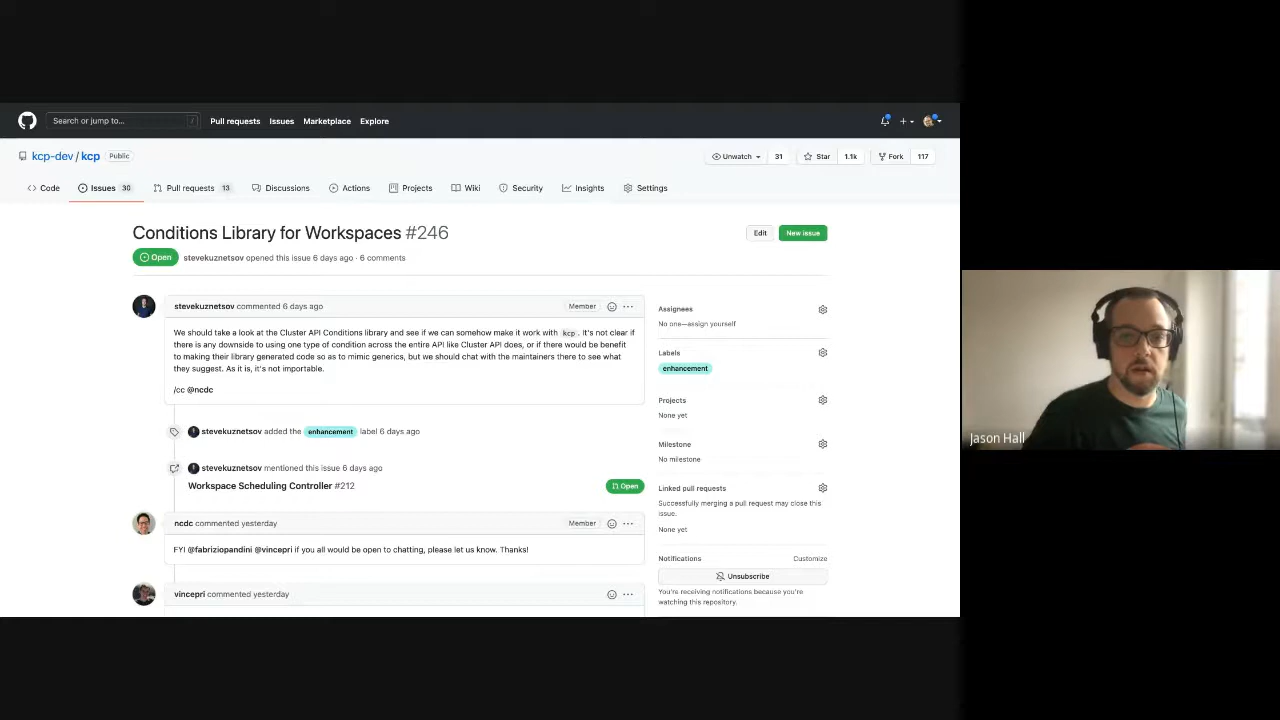 Search or jump to... /
Pull requests Issues Marketplace Explore
kcp-dev / kcp Public
Unwatch 31 Star 1.1k Fork 117
Code Issues 30 Pull requests 13 Discussions Actions Projects Wiki Security Insights Settings
Conditions Library for Workspaces #246
Edit New issue
Open stevekuznetsov opened this issue 6 days ago · 6 comments
stevekuznetsov commented 6 days ago Member
We should take a look at the Cluster API Conditions library and see if we can somehow make it work with kcp. It's not clear if
there is any downside to using one type of condition across the entire API like Cluster API does, or if there would be benefit
to making their library generated code so as to mimic generics, but we should chat with the maintainers there to see what
they suggest. As it is, it's not importable.
/cc @ncdc
stevekuznetsov added the enhancement label 6 days ago
stevekuznetsov mentioned this issue 6 days ago
Workspace Scheduling Controller #212
Open
ncdc commented yesterday Member
FYI @fabriziopandini @vincepri if you all would be open to chatting, please let us know. Thanks!
vincepri commented yesterday
Assignees
No one—assign yourself
Labels
enhancement
Projects
None yet
Milestone
No milestone
Linked pull requests
Successfully merging a pull request may close this
issue.
None yet
Notifications Customize
Unsubscribe
You're receiving notifications because you're
watching this repository.
Jason Hall